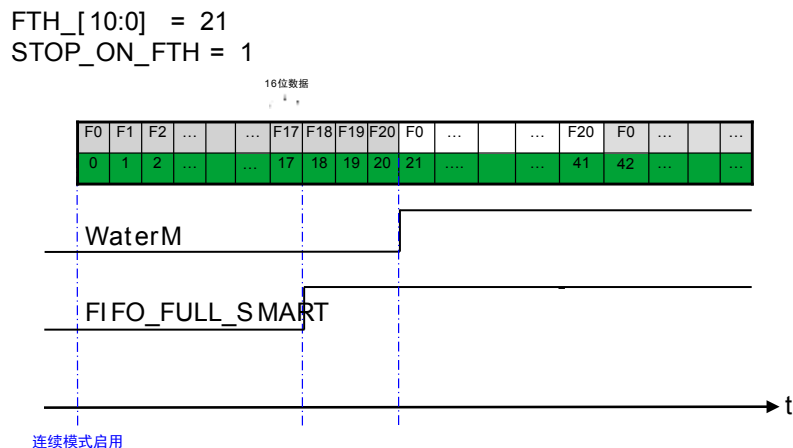 FTH_[10:0] = 21
STOP_ON_FTH = 1
16位数据
F0 F1 F2 ... ... F17 F18 F19 F20 F0 ... ... F20 F0 ... ...
0 1 2 ... ... 17 18 19 20 21 .... ... 41 42 ... ...
WaterM
FIFO_FULL_SMART
t
连续模式启用